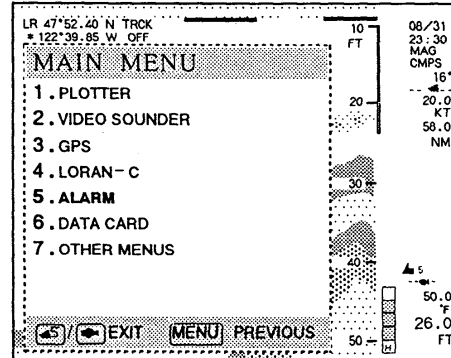 LR 47°52.40 N TRCK
* 122°39.85 W OFF
MAIN MENU
1.PLOTTER
2.VIDEO SOUNDER
3.GPS
4.LORAN-C
5.ALARM
6.DATA CARD
7.OTHER MENUS
5 / EXIT MENU PREVIOUS
10
FT
20
30
40
50
08/31
23:30
MAG
CMPS
16°
20.0
KT
58.0
NM
5
50.0
°F
26.0
FT
H